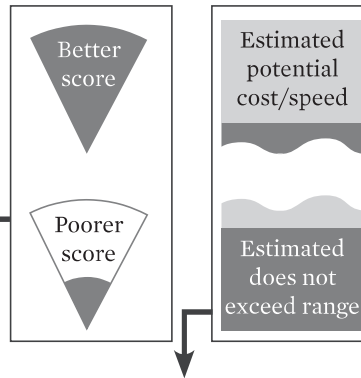 Better
score
Poorer
score
Estimated
potential
cost/speed
Estimated
does not
exceed range